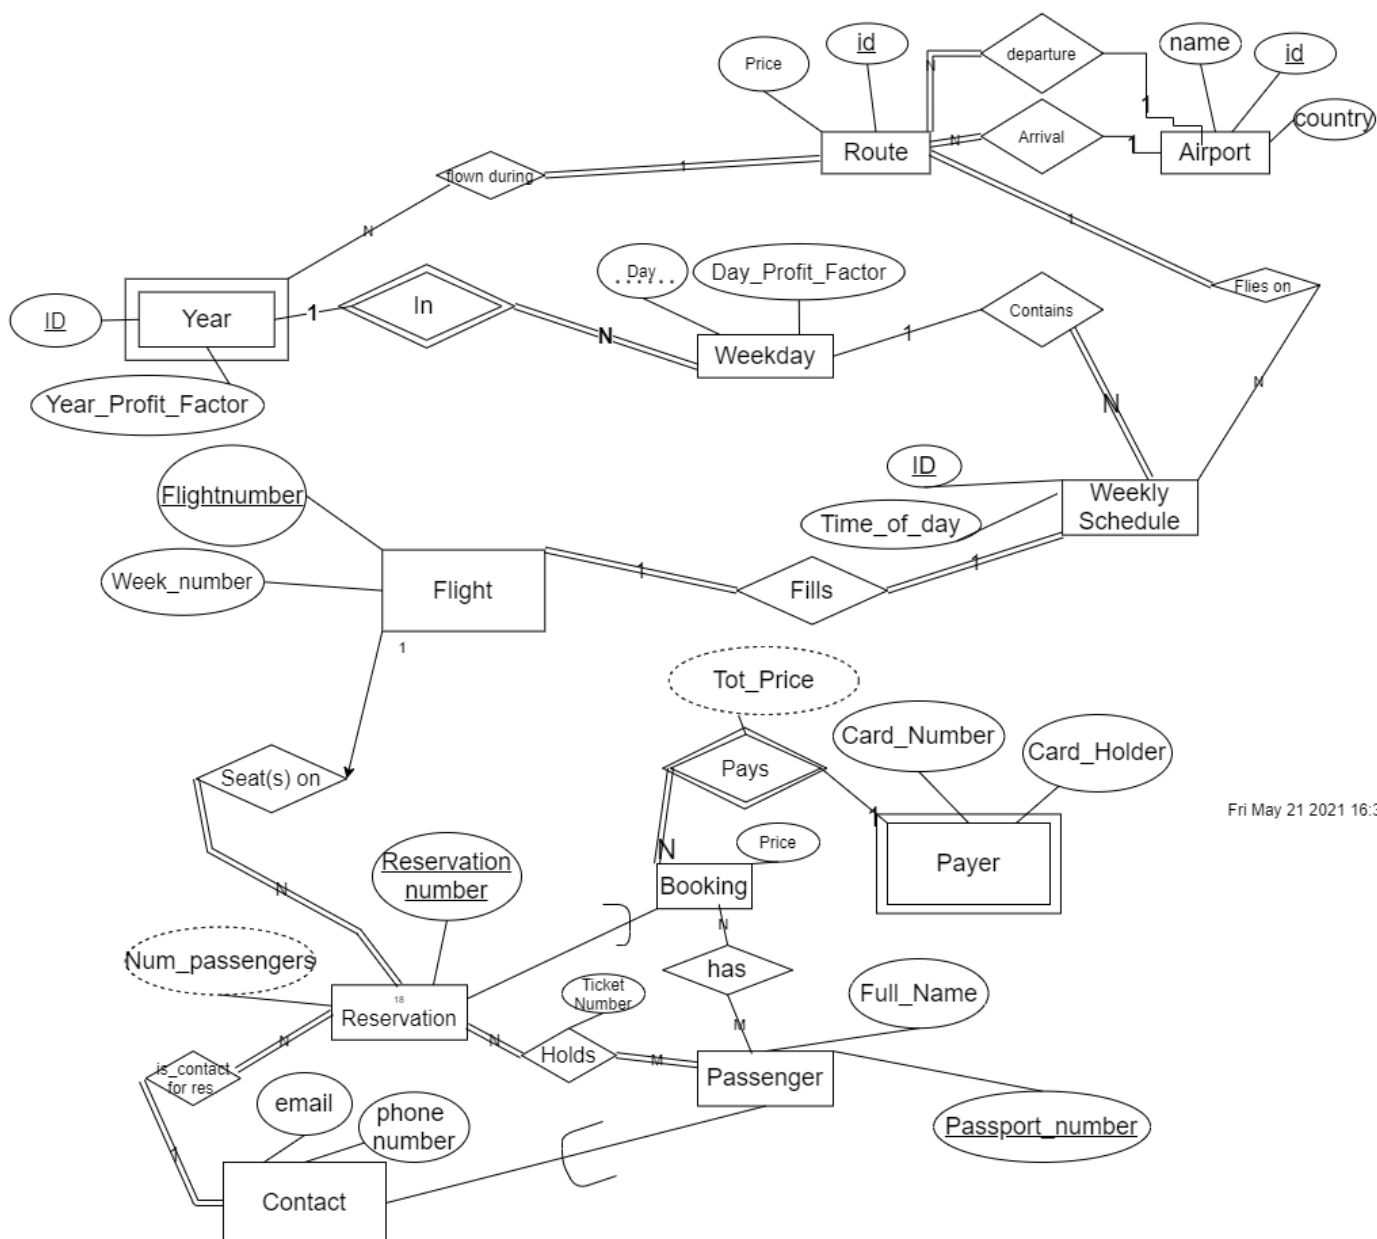 id
name
id
Price
departure
country
N
1
Route
N
Arrival
1
Airport
flown during
1
N
1
Day
Day_Profit_Factor
Flies on
ID
Year
1
In
N
Weekday
1
Contains
N
N
Year_Profit_Factor
ID
Weekly
Schedule
Time_of_day
Flightnumber
Week_number
Flight
1
Fills
1
1
Tot_Price
Card_Number
Card_Holder
Seat(s) on
Pays
1
Fri May 21 2021 16:3
N
Price
Payer
Reservation
number
N
Booking
N
Num_passengers
has
Ticket
Number
Full_Name
18
Reservation
M
N
N
Holds
M
is_contact
for res.
Passenger
email
phone
number
Passport_number
1
Contact